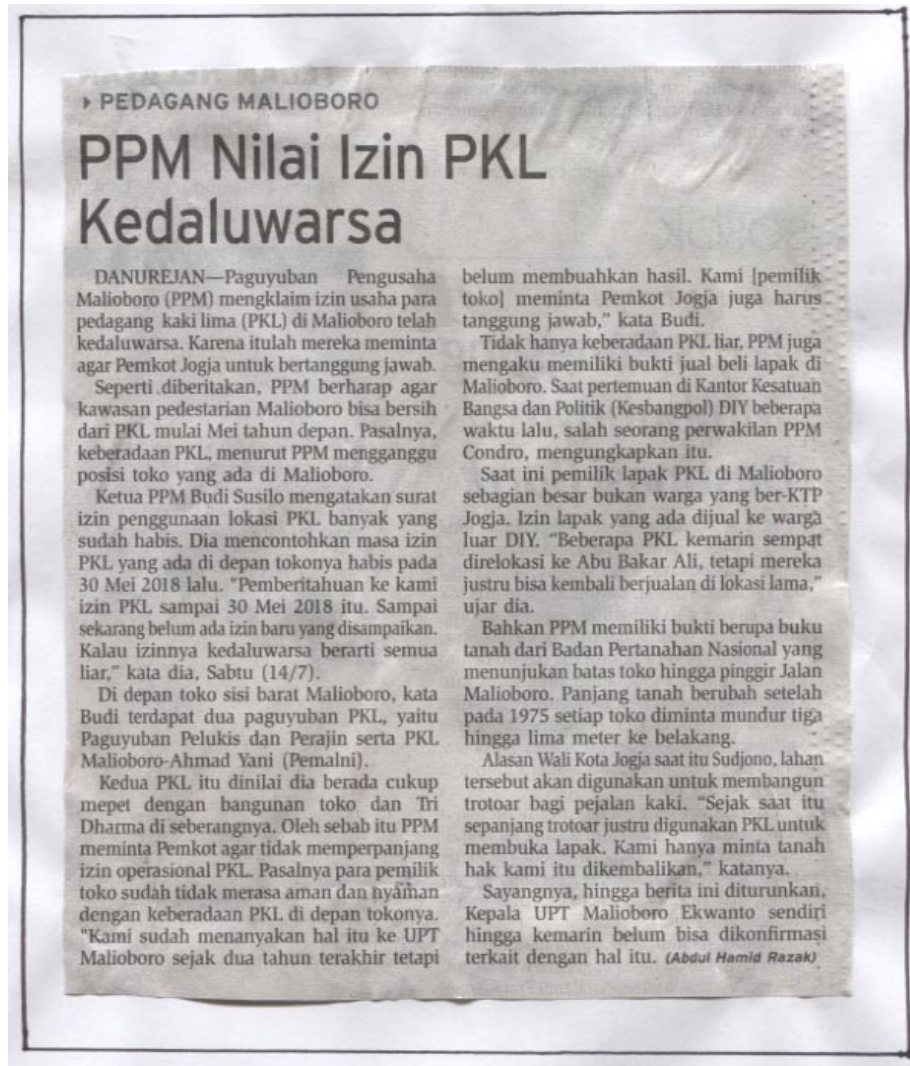 PEDAGANG MALIOBORO
PPM Nilai Izin PKL
Kedaluwarsa
DANUREJAN—Paguyuban Pengusaha
Malioboro (PPM) mengklaim izin usaha para
pedagang kaki lima (PKL) di Malioboro telah
kedaluwarsa. Karena itulah mereka meminta
agar Pemkot Jogja untuk bertanggung jawab.
Seperti diberitakan, PPM berharap agar
kawasan pedestarian Malioboro bisa bersih
dari PKL mulai Mei tahun depan. Pasalnya,
keberadaan PKL, menurut PPM mengganggu
posisi toko yang ada di Malioboro.
Ketua PPM Budi Susilo mengatakan surat
izin penggunaan lokasi PKL banyak yang
sudah habis. Dia mencontohkan masa izin
PKL yang ada di depan tokonya habis pada
30 Mei 2018 lalu. "Pemberitahuan ke kami
izin PKL sampai 30 Mei 2018 itu. Sampai
sekarang belum ada izin baru yang disampaikan.
Kalau izinnya kedaluwarsa berarti semua
liar," kata dia, Sabtu (14/7).
Di depan toko sisi barat Malioboro, kata
Budi terdapat dua paguyuban PKL, yaitu
Paguyuban Pelukis dan Perajin serta PKL
Malioboro-Ahmad Yani (Pemalni).
Kedua PKL itu dinilai dia berada cukup
mepet dengan bangunan toko dan Tri
Dharma di seberangnya. Oleh sebab itu PPM
meminta Pemkot agar tidak memperpanjang
izin operasional PKL. Pasalnya para pemilik
toko sudah tidak merasa aman dan nyaman
dengan keberadaan PKL di depan tokonya.
"Kami sudah menanyakan hal itu ke UPT
Malioboro sejak dua tahun terakhir tetapi
belum membuahkan hasil. Kami [pemilik
toko] meminta Pemkot Jogja juga harus
tanggung jawab," kata Budi.
Tidak hanya keberadaan PKL liar, PPM juga
mengaku memiliki bukti jual beli lapak di
Malioboro. Saat pertemuan di Kantor Kesatuan
Bangsa dan Politik (Kesbangpol) DIY beberapa
waktu lalu, salah seorang perwakilan PPM
Condro, mengungkapkan itu.
Saat ini pemilik lapak PKL di Malioboro
sebagian besar bukan warga yang ber-KTP
Jogja. Izin lapak yang ada dijual ke warga
luar DIY. "Beberapa PKL kemarin sempat
direlokasi ke Abu Bakar Ali, tetapi mereka
justru bisa kembali berjualan di lokasi lama,"
ujar dia.
Bahkan PPM memiliki bukti berupa buku
tanah dari Badan Pertanahan Nasional yang
menunjukan batas toko hingga pinggir Jalan
Malioboro. Panjang tanah berubah setelah
pada 1975 setiap toko diminta mundur tiga
hingga lima meter ke belakang.
Alasan Wali Kota Jogja saat itu Sudjono, lahan
tersebut akan digunakan untuk membangun
trotoar bagi pejalan kaki. "Sejak saat itu
sepanjang trotoar justru digunakan PKL untuk
membuka lapak. Kami hanya minta tanah
hak kami itu dikembalikan," katanya.
Sayangnya, hingga berita ini diturunkan,
Kepala UPT Malioboro Ekwanto sendiri
hingga kemarin belum bisa dikonfirmasi
terkait dengan hal itu. (Abdul Hamid Razak)